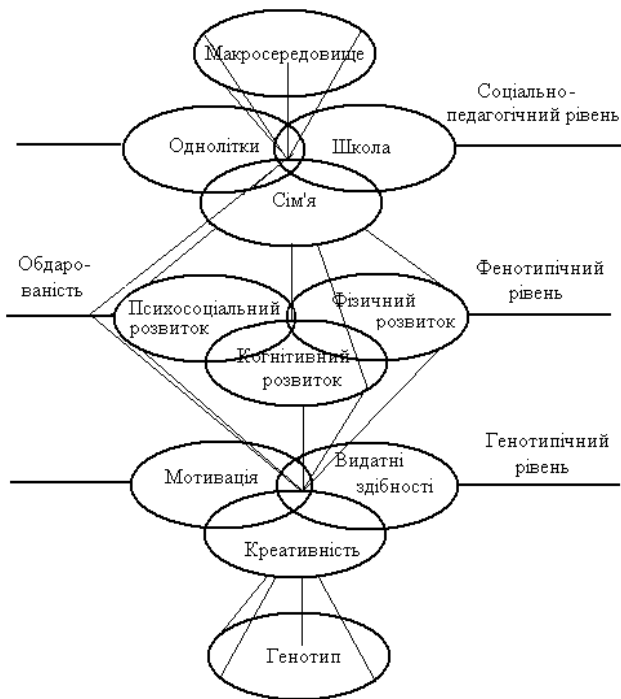 Макросередовище
Соціально-
педагогічний рівень
Однолітки
Школа
Сім'я
Обдаро-
ваність
Фенотипічний
рівень
Психосоціальний
розвиток
Фізичний
розвиток
Когнітивний
розвиток
Генотипічний
рівень
Мотивація
Видатні
здібності
Креативність
Генотип